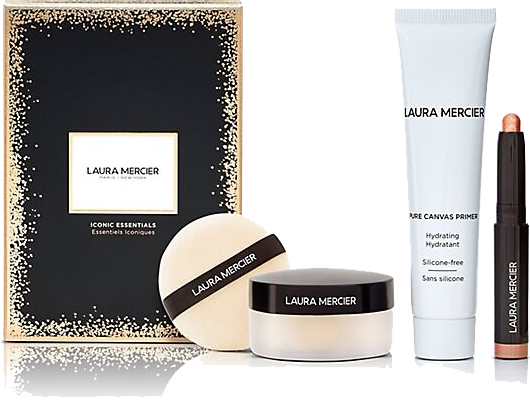 LAURA MERCIER
PARIS • NEW YORK
ICONIC ESSENTIALS
Essentiels Iconiques
LAURA MERCIER
LAURA MERCIER
LAURA MERCIER
PURE CANVAS PRIMER
Hydrating
Hydratant
Silicone-free
Sans silicone
LAURA MERCIER